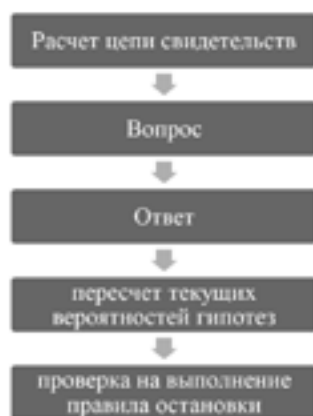 Расчет цепи свидетельств
Вопрос
Ответ
пересчет текущих
вероятностей гипотез
проверка на выполнение
правила остановки